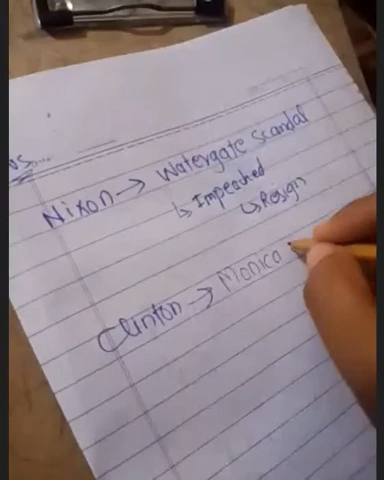 Nixon → Watergate Scandal
↳ Impeached
↳ Resign
Clinton → Monica